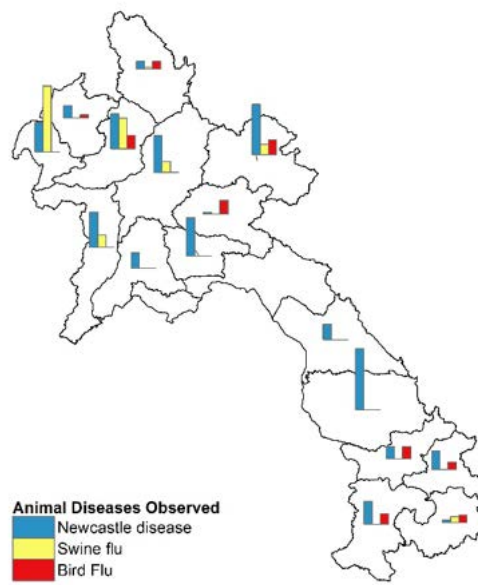 Animal Diseases Observed
Newcastle disease
Swine flu
Bird Flu